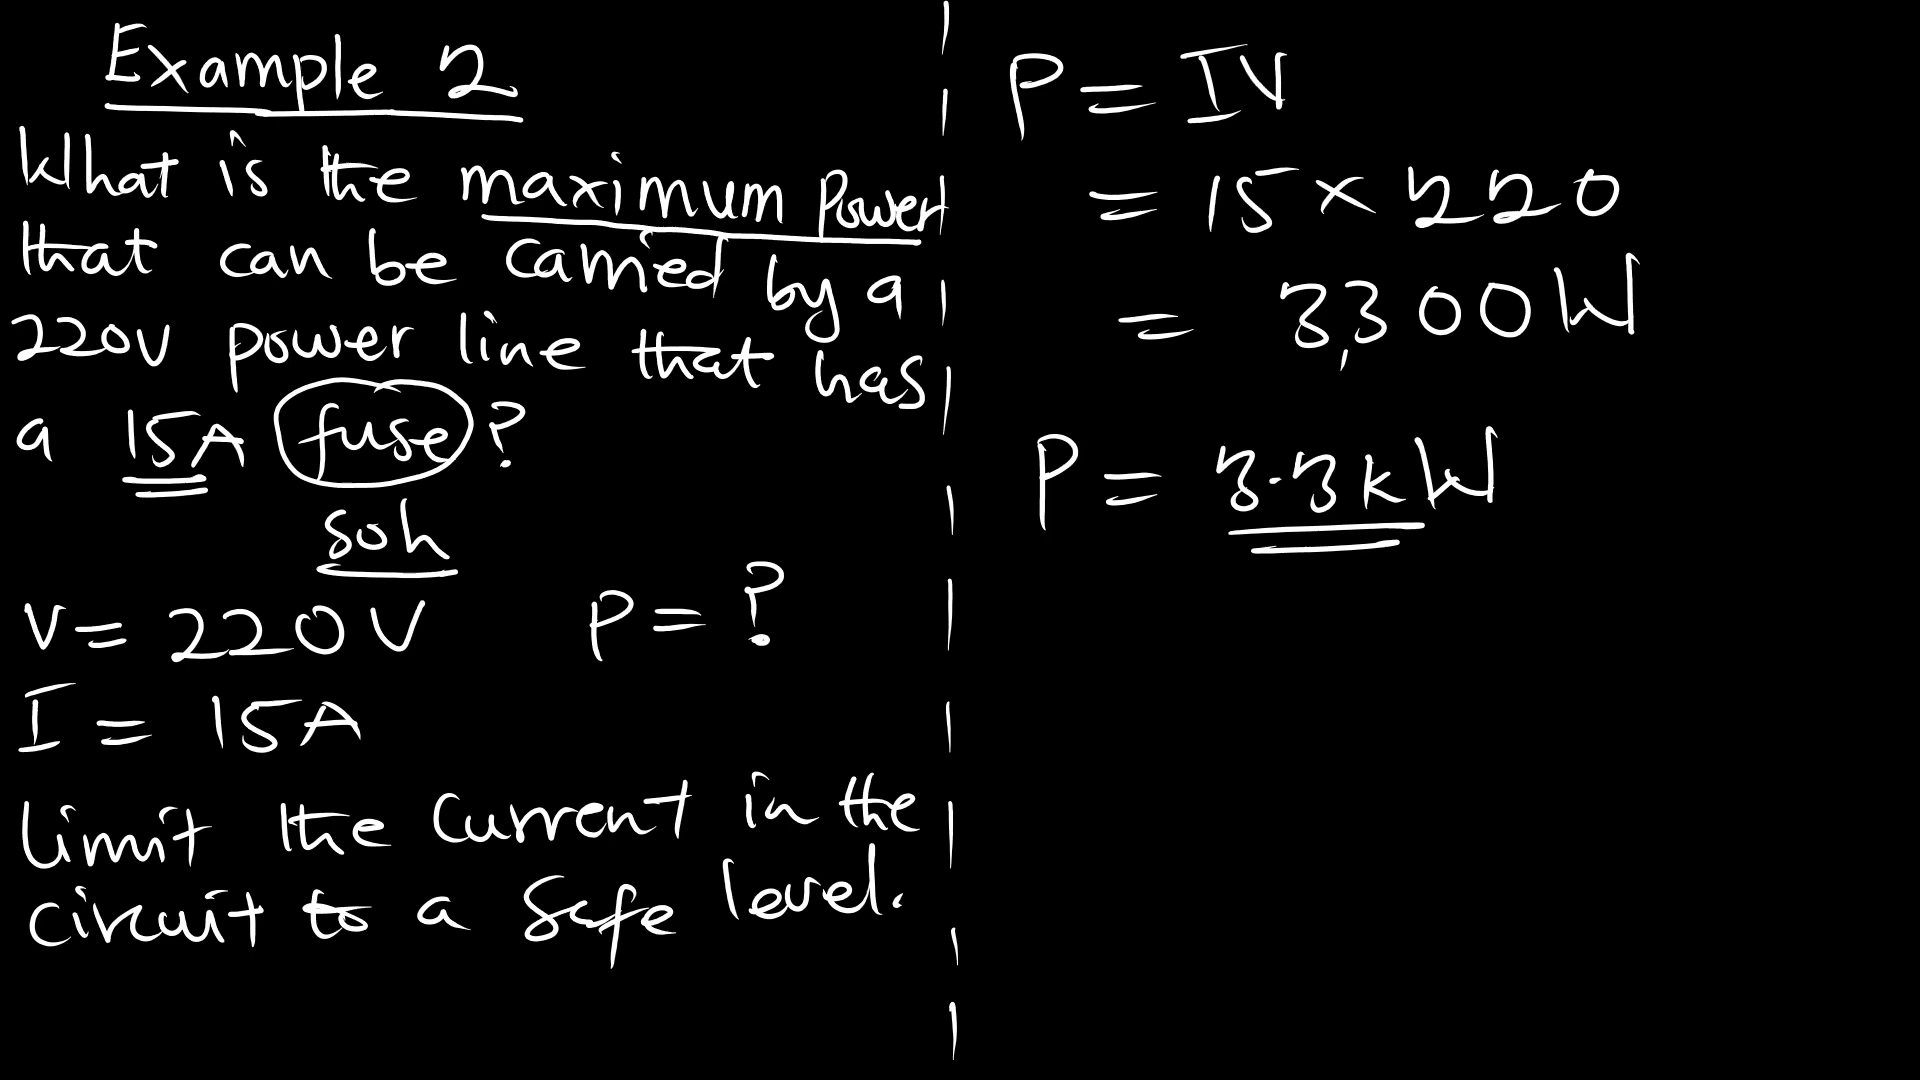 Example 2
What is the maximum Power
that can be carried by a
220V power line that has
a 15A fuse?
soln
V = 220V P = ?
I = 15A
Limit the current in the
circuit to a safe level.
P = IV
= 15 × 220
= 3,300W
P = 3.3kW